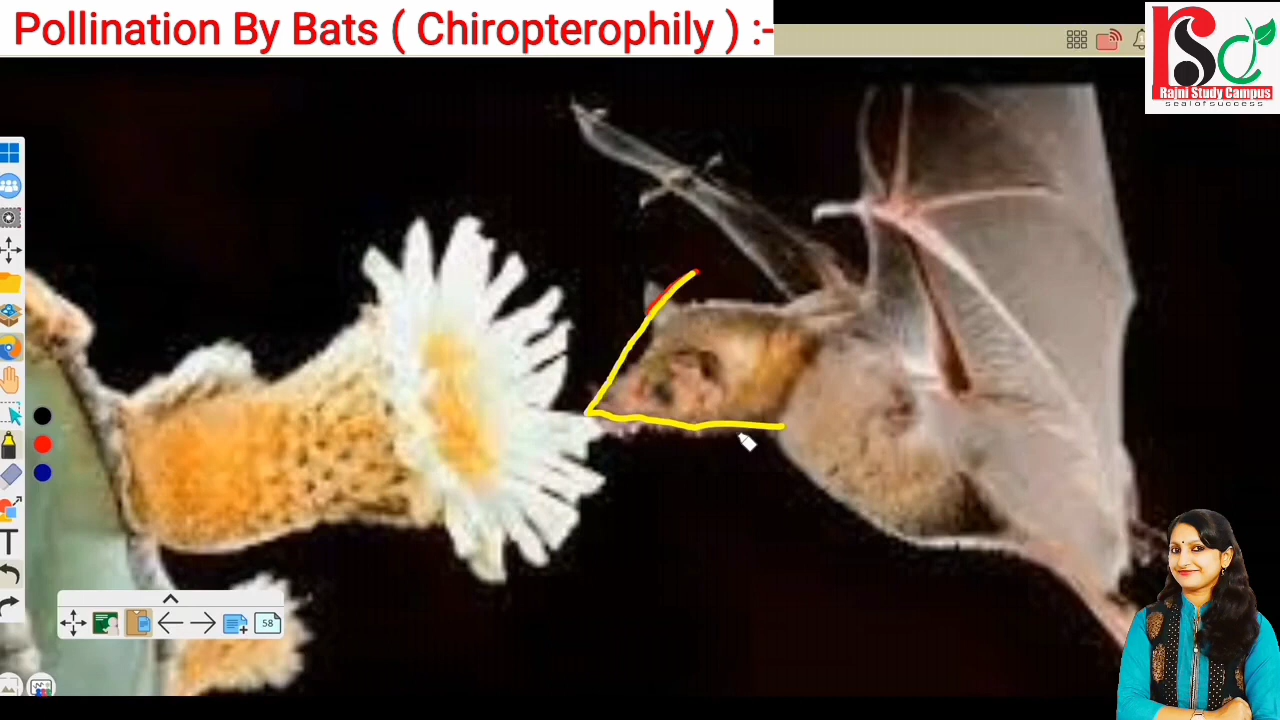 Pollination By Bats ( Chiropterophily ) :-
rsc
Rajni Study Campus
seal of success
58
T